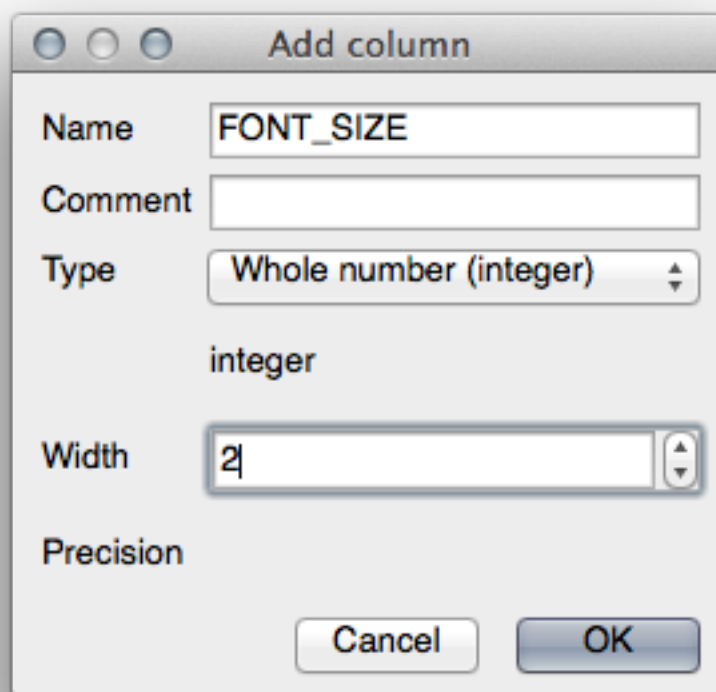 Add column
Name FONT_SIZE
Comment
Type Whole number (integer)
integer
Width 2
Precision
Cancel OK